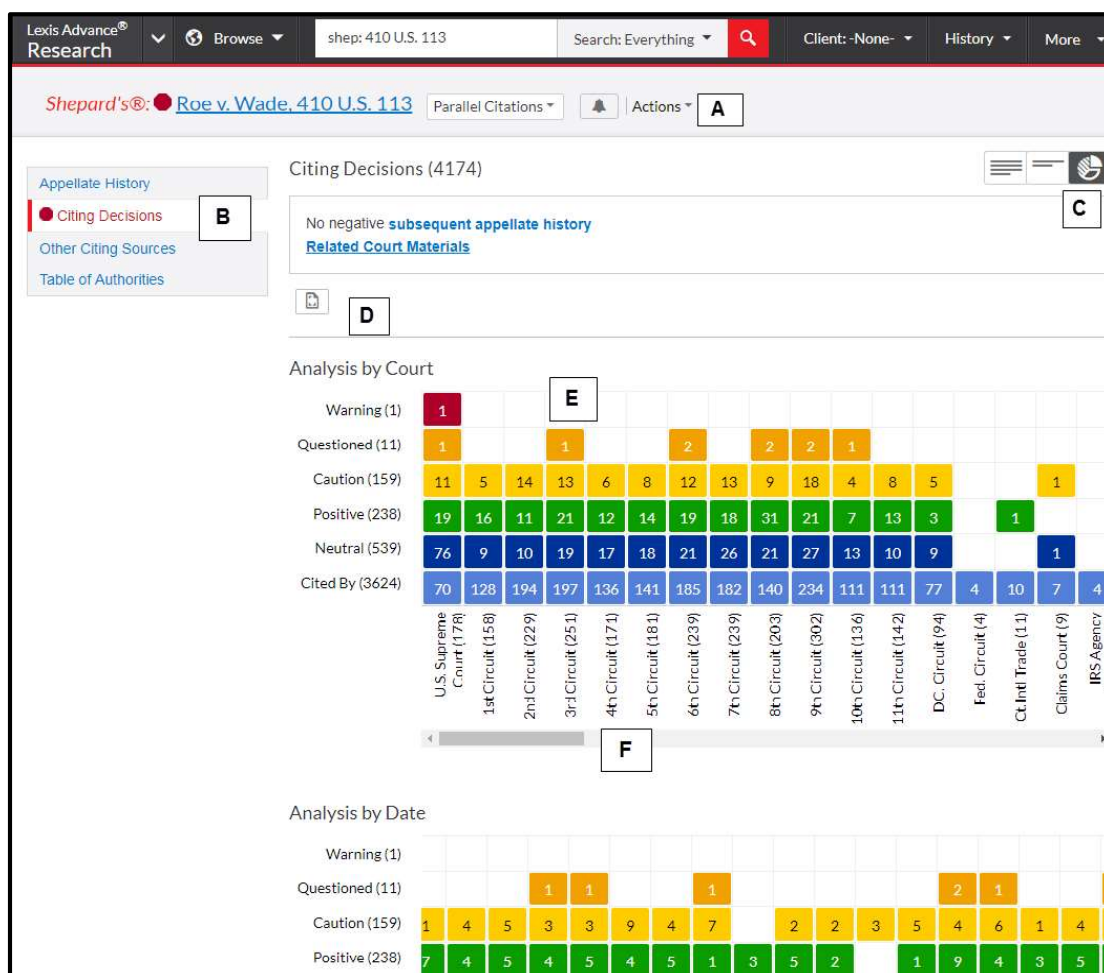 Lexis Advance®
Research
Browse
shep: 410 U.S. 113
Search: Everything
Client: -None-
History
More
Shepard's®: Roe v. Wade, 410 U.S. 113
Parallel Citations
Actions
A
Appellate History
Citing Decisions
B
Other Citing Sources
Table of Authorities
Citing Decisions (4174)
C
No negative subsequent appellate history
Related Court Materials
D
Analysis by Court
E
Warning (1) 1
Questioned (11) 1 1 2 2 2 1
Caution (159) 11 5 14 13 6 8 12 13 9 18 4 8 5 1
Positive (238) 19 16 11 21 12 14 19 18 31 21 7 13 3 1
Neutral (539) 76 9 10 19 17 18 21 26 21 27 13 10 9 1
Cited By (3624) 70 128 194 197 136 141 185 182 140 234 111 111 77 4 10 7 4
U.S. Supreme
Court (178)
1st Circuit (158)
2nd Circuit (229)
3rd Circuit (251)
4th Circuit (171)
5th Circuit (181)
6th Circuit (239)
7th Circuit (239)
8th Circuit (203)
9th Circuit (302)
10th Circuit (136)
11th Circuit (142)
DC. Circuit (94)
Fed. Circuit (4)
Ct. Intl Trade (11)
Claims Court (9)
IRS Agency
F
Analysis by Date
Warning (1)
Questioned (11) 1 1 1 2 1
Caution (159) 1 4 5 3 3 9 4 7 2 2 3 5 4 6 1 4
Positive (238) 7 4 5 4 5 4 5 1 3 5 2 1 9 4 3 5